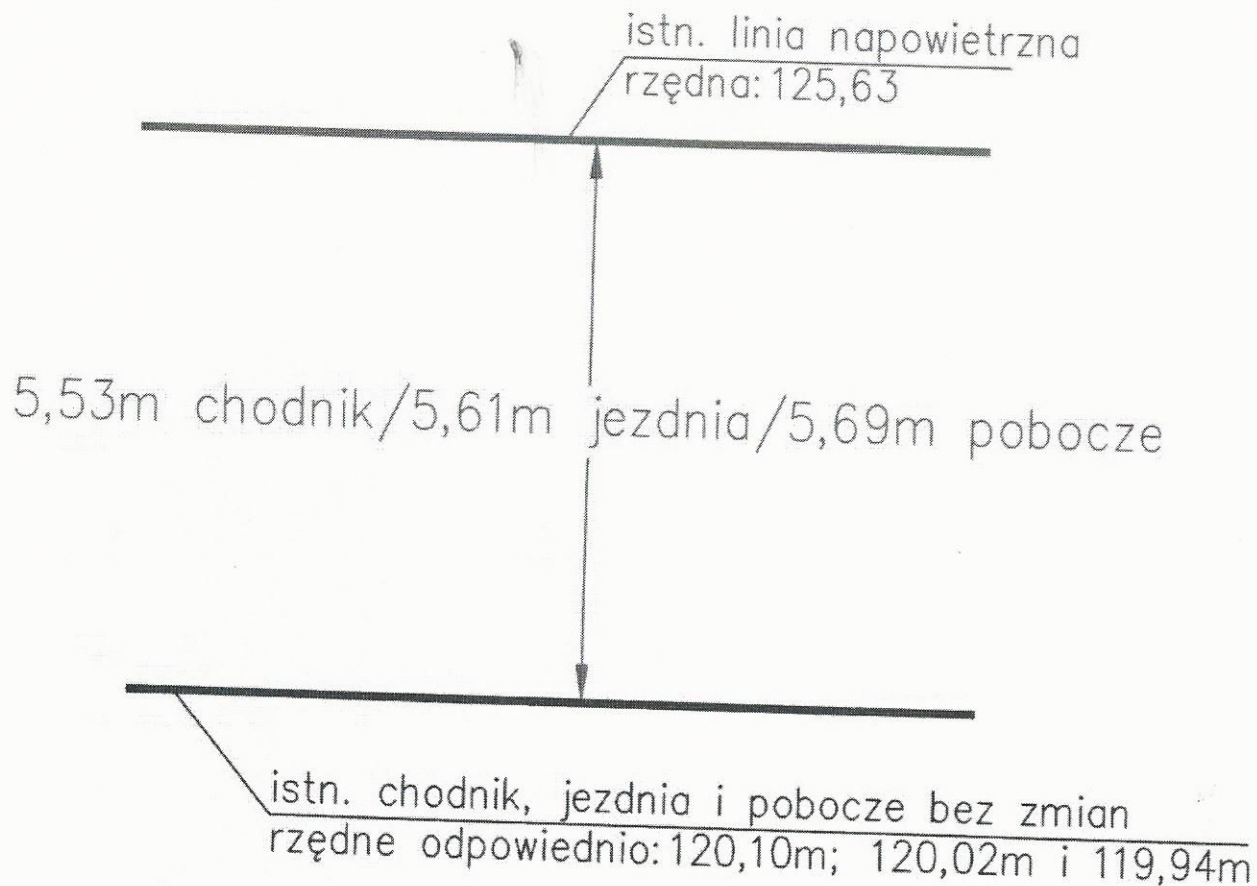 istn. linia napowietrzna
rzędna: 125,63
5,53m chodnik/5,61m jezdnia/5,69m pobocze
istn. chodnik, jezdnia i pobocze bez zmian
rzędne odpowiednio: 120,10m; 120,02m i 119,94m